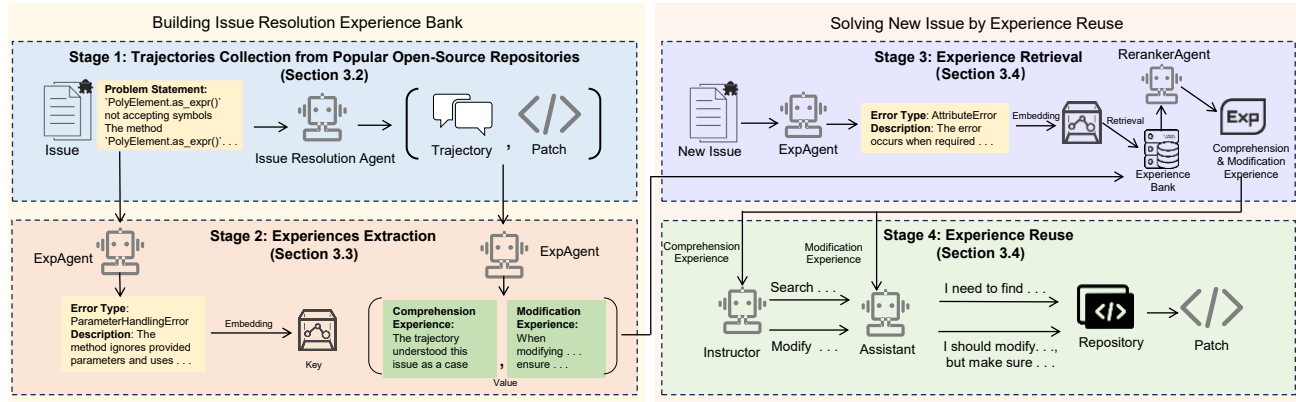 Building Issue Resolution Experience Bank
Stage 1: Trajectories Collection from Popular Open-Source Repositories
(Section 3.2)
Issue
Problem Statement:
`PolyElement.as_expr()`
not accepting symbols
The method
`PolyElement.as_expr()`. . .
Issue Resolution Agent
Trajectory
,
Patch
Stage 2: Experiences Extraction
(Section 3.3)
ExpAgent
ExpAgent
Error Type:
ParameterHandlingError
Description: The
method ignores provided
parameters and uses . . .
Embedding
Key
Comprehension
Experience:
The trajectory
understood this
issue as a case
,
Modification
Experience:
When
modifying . . .
ensure . . .
Value
Solving New Issue by Experience Reuse
Stage 3: Experience Retrieval
(Section 3.4)
New Issue
ExpAgent
Error Type: AttributeError
Description: The error
occurs when required . . .
Embedding
Retrieval
RerankerAgent
Experience
Bank
Exp
Comprehension
& Modification
Experience
Stage 4: Experience Reuse
(Section 3.4)
Comprehension
Experience
Modification
Experience
Instructor
Search . . .
Modify . . .
Assistant
I need to find . . .
I should modify. . .,
but make sure . . .
Repository
Patch